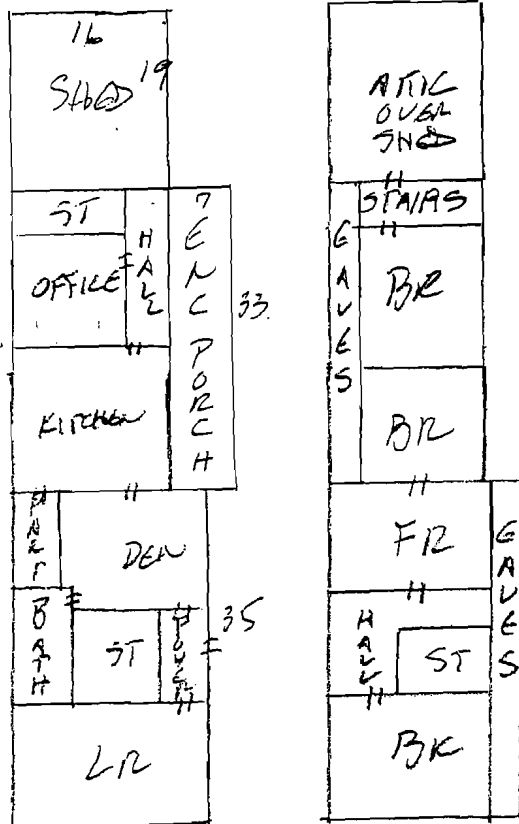 16
SHED
19
ST
HALL
OFFICE
KITCHEN
7
ENC PORCH
33
DEN
BATH
ST
35
LR
ATTIC
OVER
SHED
STAIRS
EAVES
BR
BR
FR
EAVES
HALL
ST
BR